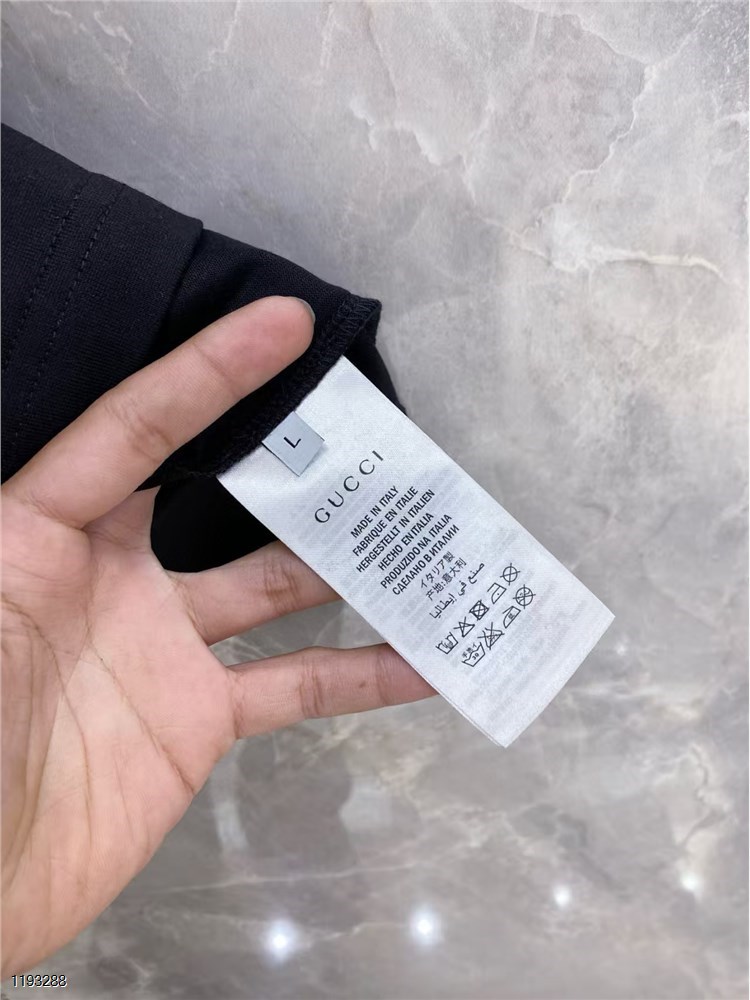 L
GUCCI
MADE IN ITALY
FABRIQUE EN ITALIE
HERGESTELLT IN ITALIEN
HECHO EN ITALIA
PRODUZIDO NA ITALIA
СДЕЛАНО В ИТАЛИИ
イタリア製
产地:意大利
صنع في إيطاليا
1193288